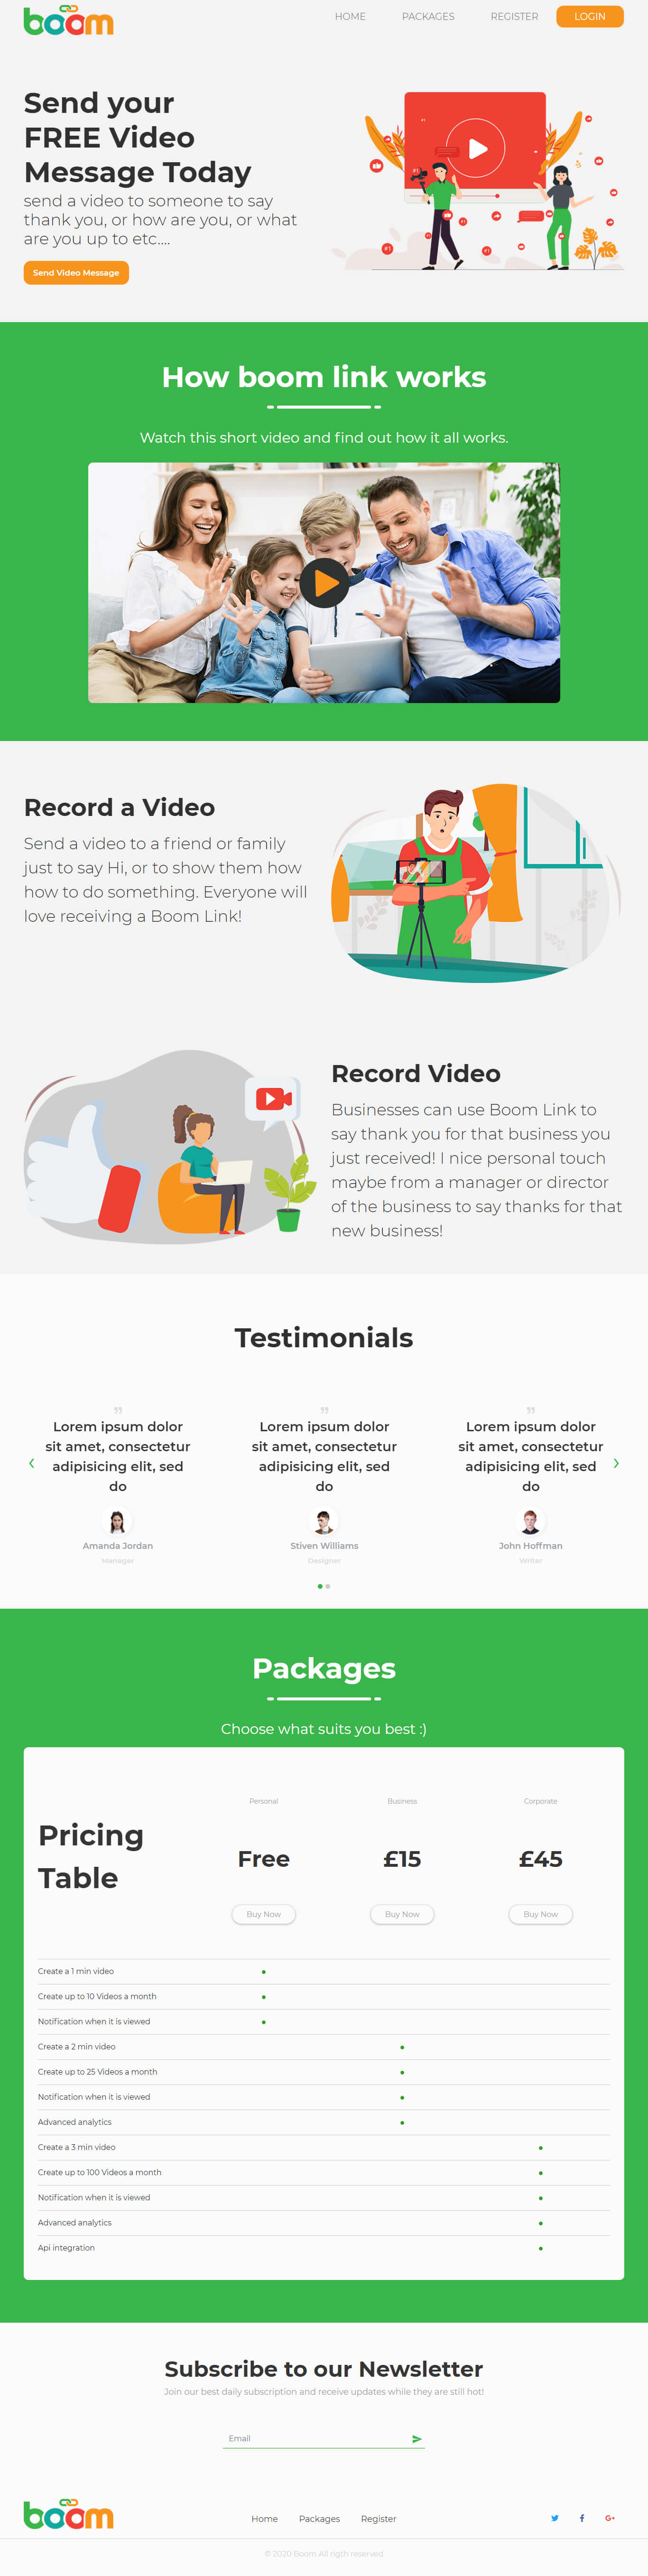 boom
HOME PACKAGES REGISTER LOGIN
Send your
FREE Video
Message Today
send a video to someone to say
thank you, or how are you, or what
are you up to etc....
Send Video Message
#1
#1
#1
#1
#1
How boom link works
Watch this short video and find out how it all works.
Record a Video
Send a video to a friend or family
just to say Hi, or to show them how
how to do something. Everyone will
love receiving a Boom Link!
Record Video
Businesses can use Boom Link to
say thank you for that business you
just received! I nice personal touch
maybe from a manager or director
of the business to say thanks for that
new business!
Testimonials
”
Lorem ipsum dolor
sit amet, consectetur
adipisicing elit, sed
do
Amanda Jordan
Manager
”
Lorem ipsum dolor
sit amet, consectetur
adipisicing elit, sed
do
Stiven Williams
Designer
”
Lorem ipsum dolor
sit amet, consectetur
adipisicing elit, sed
do
John Hoffman
Writer
Packages
Choose what suits you best :)
Pricing
Table
Personal
Free
Buy Now
Business
£15
Buy Now
Corporate
£45
Buy Now
Create a 1 min video
Create up to 10 Videos a month
Notification when it is viewed
Create a 2 min video
Create up to 25 Videos a month
Notification when it is viewed
Advanced analytics
Create a 3 min video
Create up to 100 Videos a month
Notification when it is viewed
Advanced analytics
Api integration
Subscribe to our Newsletter
Join our best daily subscription and receive updates while they are still hot!
Email
boom
Home Packages Register
f G+
© 2020 Boom All rigth reserved